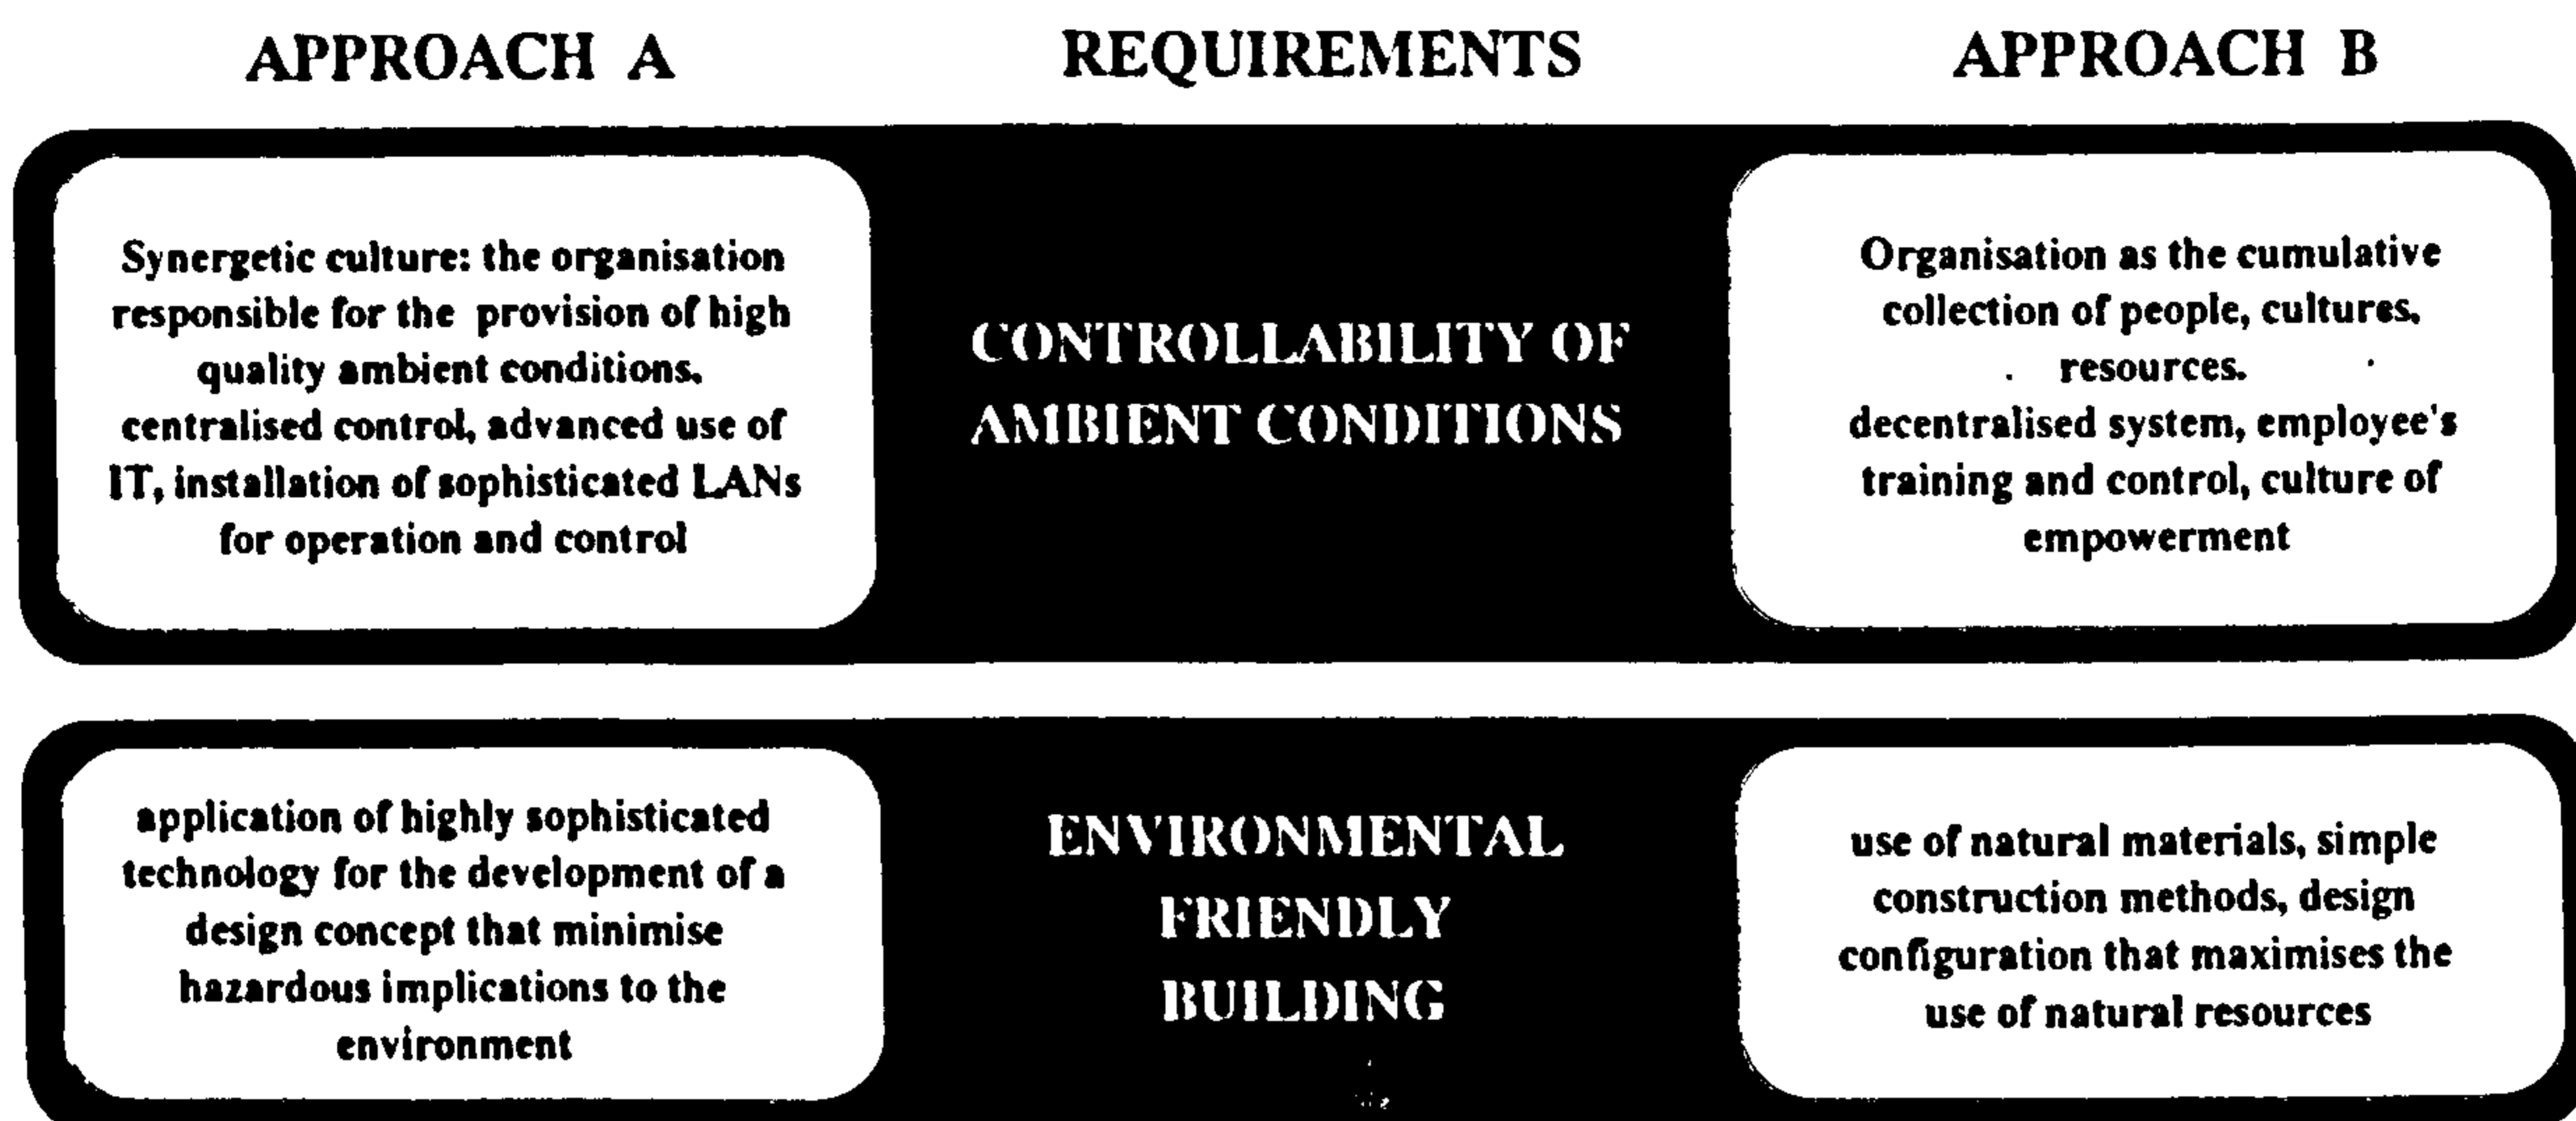 APPROACH A
REQUIREMENTS
APPROACH B
Synergetic culture: the organisation
responsible for the provision of high
quality ambient conditions.
centralised control, advanced use of
IT, installation of sophisticated LANs
for operation and control
CONTROLLABILITY OF
AMBIENT CONDITIONS
Organisation as the cumulative
collection of people, cultures,
resources.
decentralised system, employee's
training and control, culture of
empowerment
application of highly sophisticated
technology for the development of a
design concept that minimise
hazardous implications to the
environment
ENVIRONMENTAL
FRIENDLY
BUILDING
use of natural materials, simple
construction methods, design
configuration that maximises the
use of natural resources